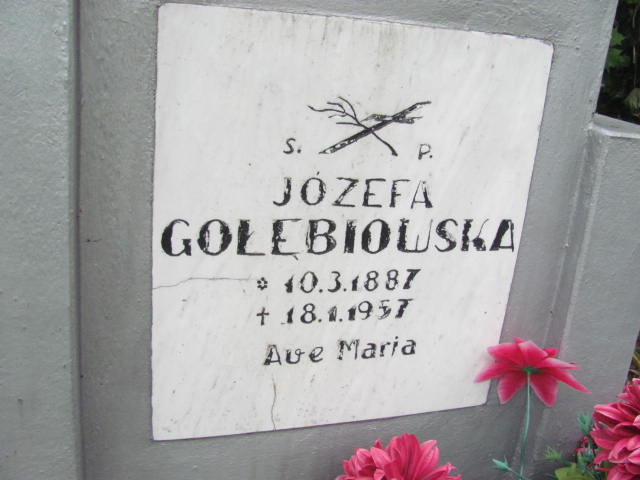 S. P.
JÓZEFA
GOŁĘBIOWSKA
* 10.3.1887
+ 18.1.1957
Ave Maria